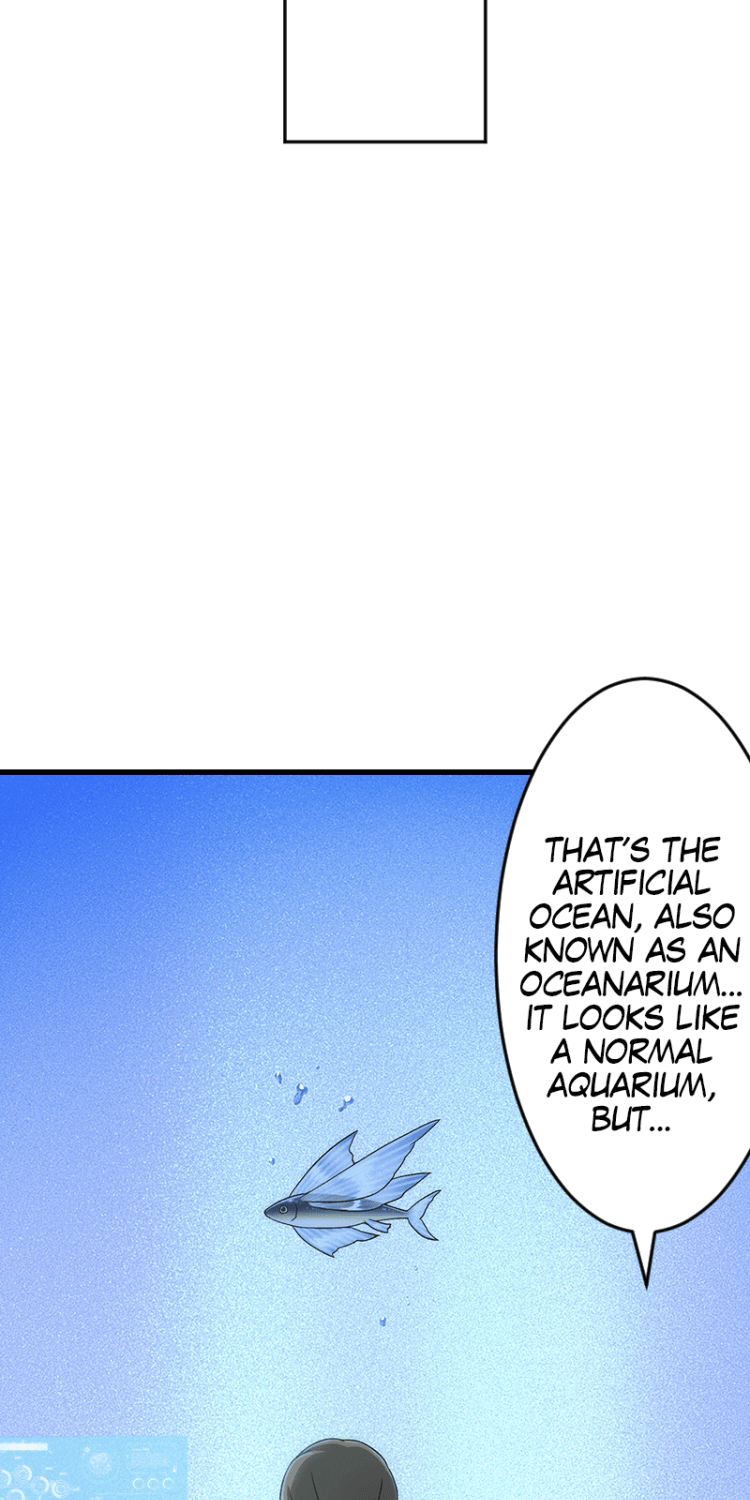 THAT'S THE
ARTIFICIAL
OCEAN, ALSO
KNOWN AS AN
OCEANARIUM...
IT LOOKS LIKE
A NORMAL
AQUARIUM,
BUT...